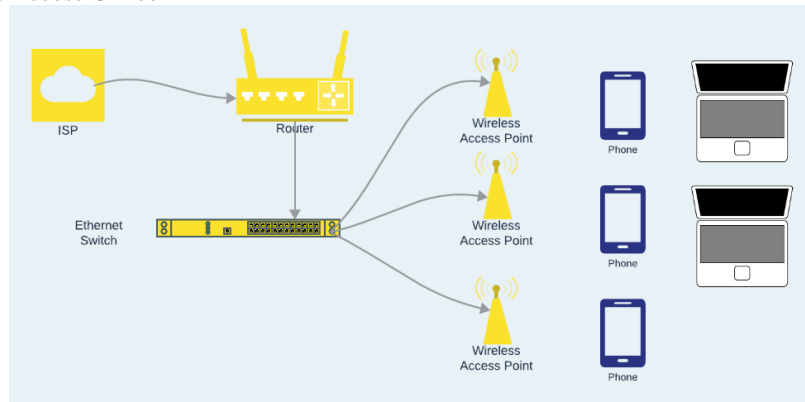 ISP
Router
Ethernet
Switch
Wireless
Access Point
Wireless
Access Point
Wireless
Access Point
Phone
Phone
Phone